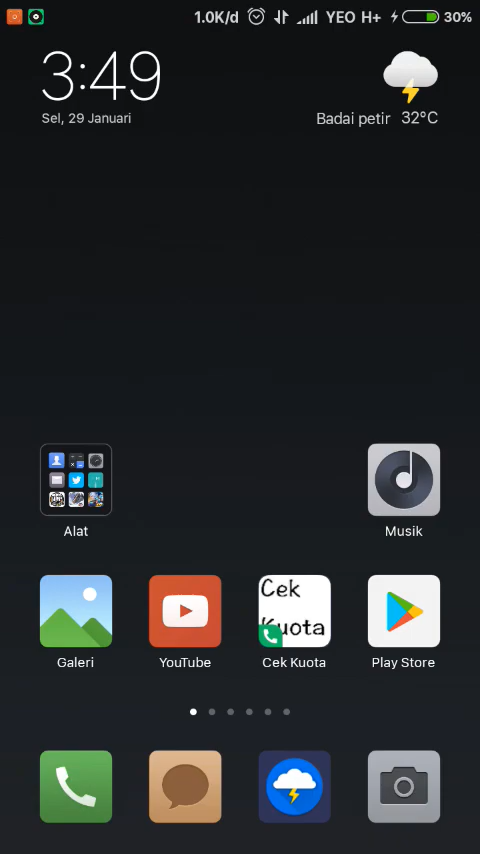 1.0K/d YEO H+ 30%
3:49
Sel, 29 Januari
Badai petir 32°C
Alat
Musik
Cek
Kuota
Galeri
YouTube
Cek Kuota
Play Store